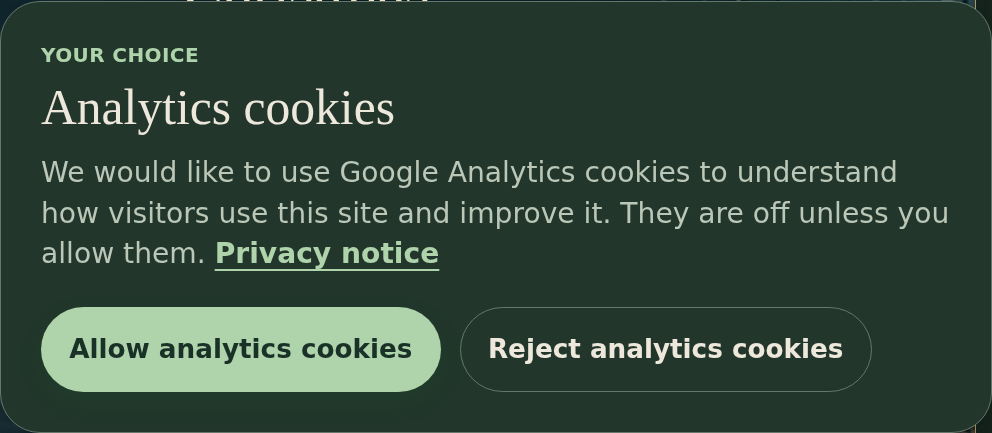 YOUR CHOICE
Analytics cookies
We would like to use Google Analytics cookies to understand
how visitors use this site and improve it. They are off unless you
allow them. Privacy notice
Allow analytics cookies
Reject analytics cookies